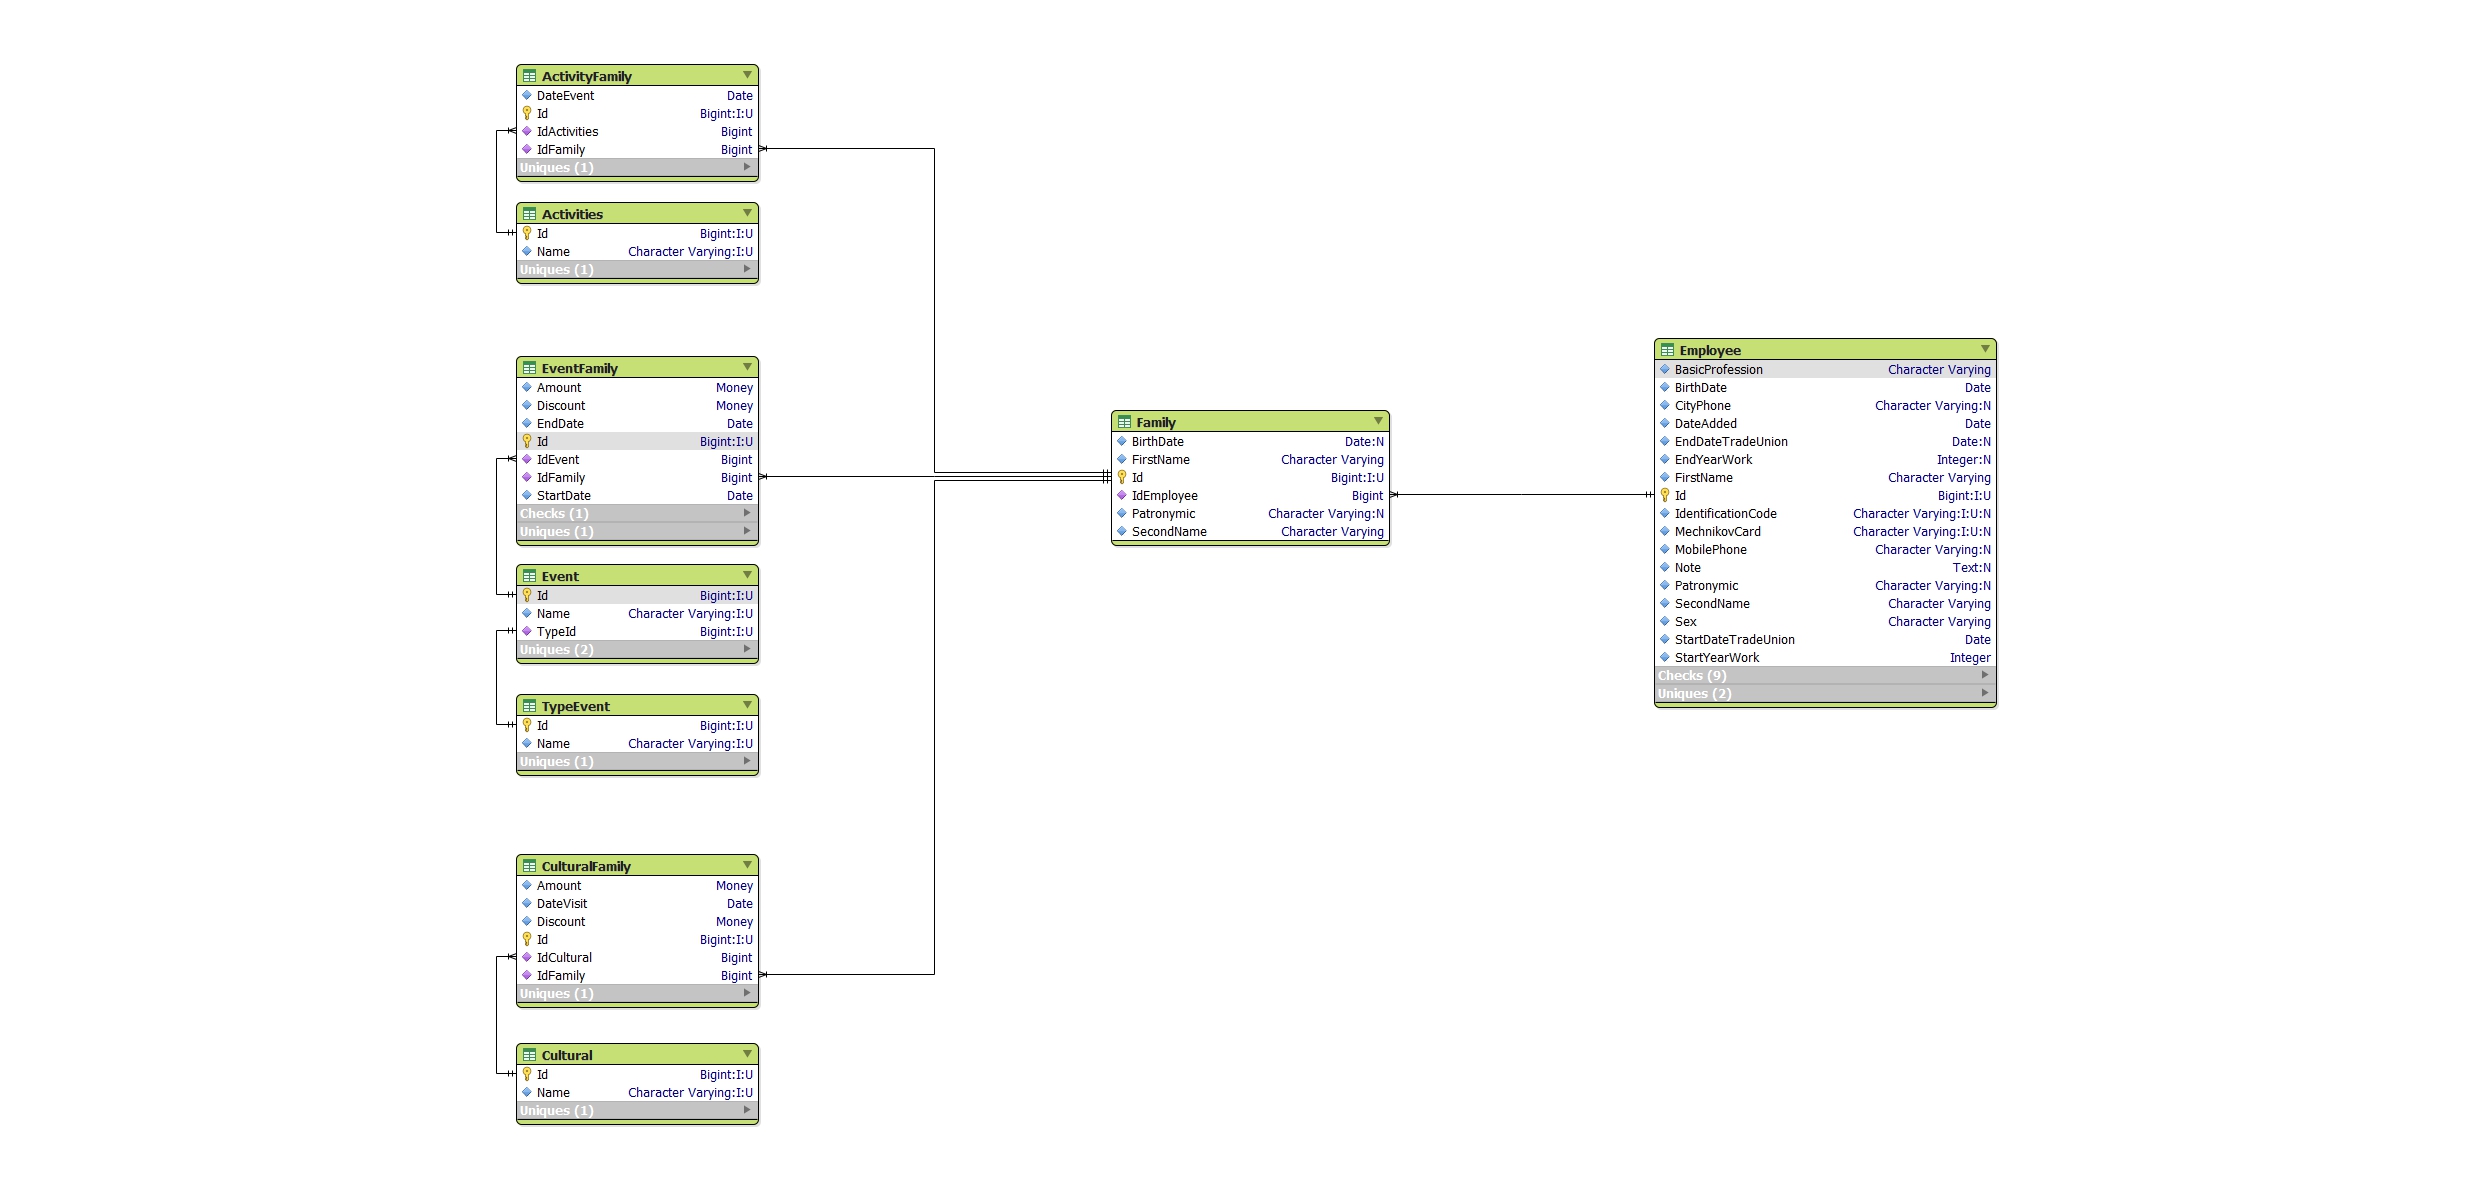 ActivityFamily
DateEvent Date
Id Bigint:I:U
IdActivities Bigint
IdFamily Bigint
Uniques (1)
Activities
Id Bigint:I:U
Name Character Varying:I:U
Uniques (1)
EventFamily
Amount Money
Discount Money
EndDate Date
Id Bigint:I:U
IdEvent Bigint
IdFamily Bigint
StartDate Date
Checks (1)
Uniques (1)
Event
Id Bigint:I:U
Name Character Varying:I:U
TypeId Bigint:I:U
Uniques (2)
TypeEvent
Id Bigint:I:U
Name Character Varying:I:U
Uniques (1)
CulturalFamily
Amount Money
DateVisit Date
Discount Money
Id Bigint:I:U
IdCultural Bigint
IdFamily Bigint
Uniques (1)
Cultural
Id Bigint:I:U
Name Character Varying:I:U
Uniques (1)
Family
BirthDate Date:N
FirstName Character Varying
Id Bigint:I:U
IdEmployee Bigint
Patronymic Character Varying:N
SecondName Character Varying
Employee
BasicProfession Character Varying
BirthDate Date
CityPhone Character Varying:N
DateAdded Date
EndDateTradeUnion Date:N
EndYearWork Integer:N
FirstName Character Varying
Id Bigint:I:U
IdentificationCode Character Varying:I:U:N
MechnikovCard Character Varying:I:U:N
MobilePhone Character Varying:N
Note Text:N
Patronymic Character Varying:N
SecondName Character Varying
Sex Character Varying
StartDateTradeUnion Date
StartYearWork Integer
Checks (9)
Uniques (2)